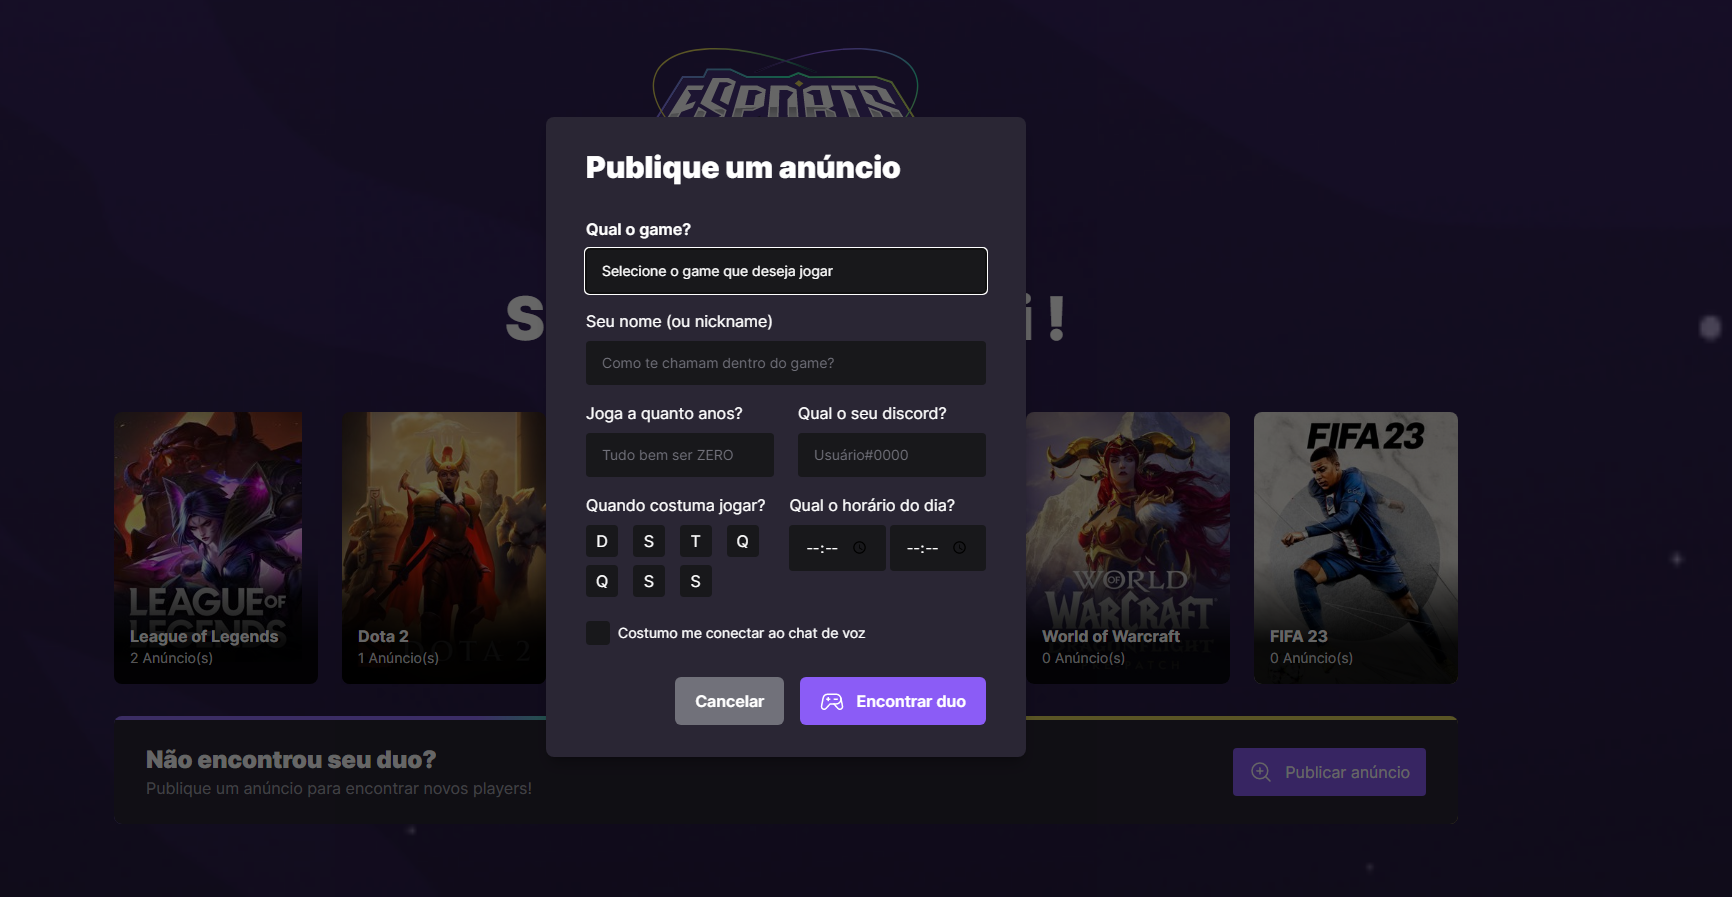 ESPORTS
Publique um anúncio
Qual o game?
Selecione o game que deseja jogar
S
i!
Seu nome (ou nickname)
Como te chamam dentro do game?
Joga a quanto anos?
Qual o seu discord?
Tudo bem ser ZERO
Usuário#0000
Quando costuma jogar?
Qual o horário do dia?
D S T Q
--:-- --:--
Q S S
Costumo me conectar ao chat de voz
Cancelar
Encontrar duo
LEAGUE OF
LEGENDS
League of Legends
2 Anúncio(s)
DOTA 2
Dota 2
1 Anúncio(s)
WORLD
OF
WARCRAFT
DRAGONFLIGHT
World of Warcraft
0 Anúncio(s)
FIFA 23
FIFA 23
0 Anúncio(s)
Não encontrou seu duo?
Publique um anúncio para encontrar novos players!
Publicar anúncio